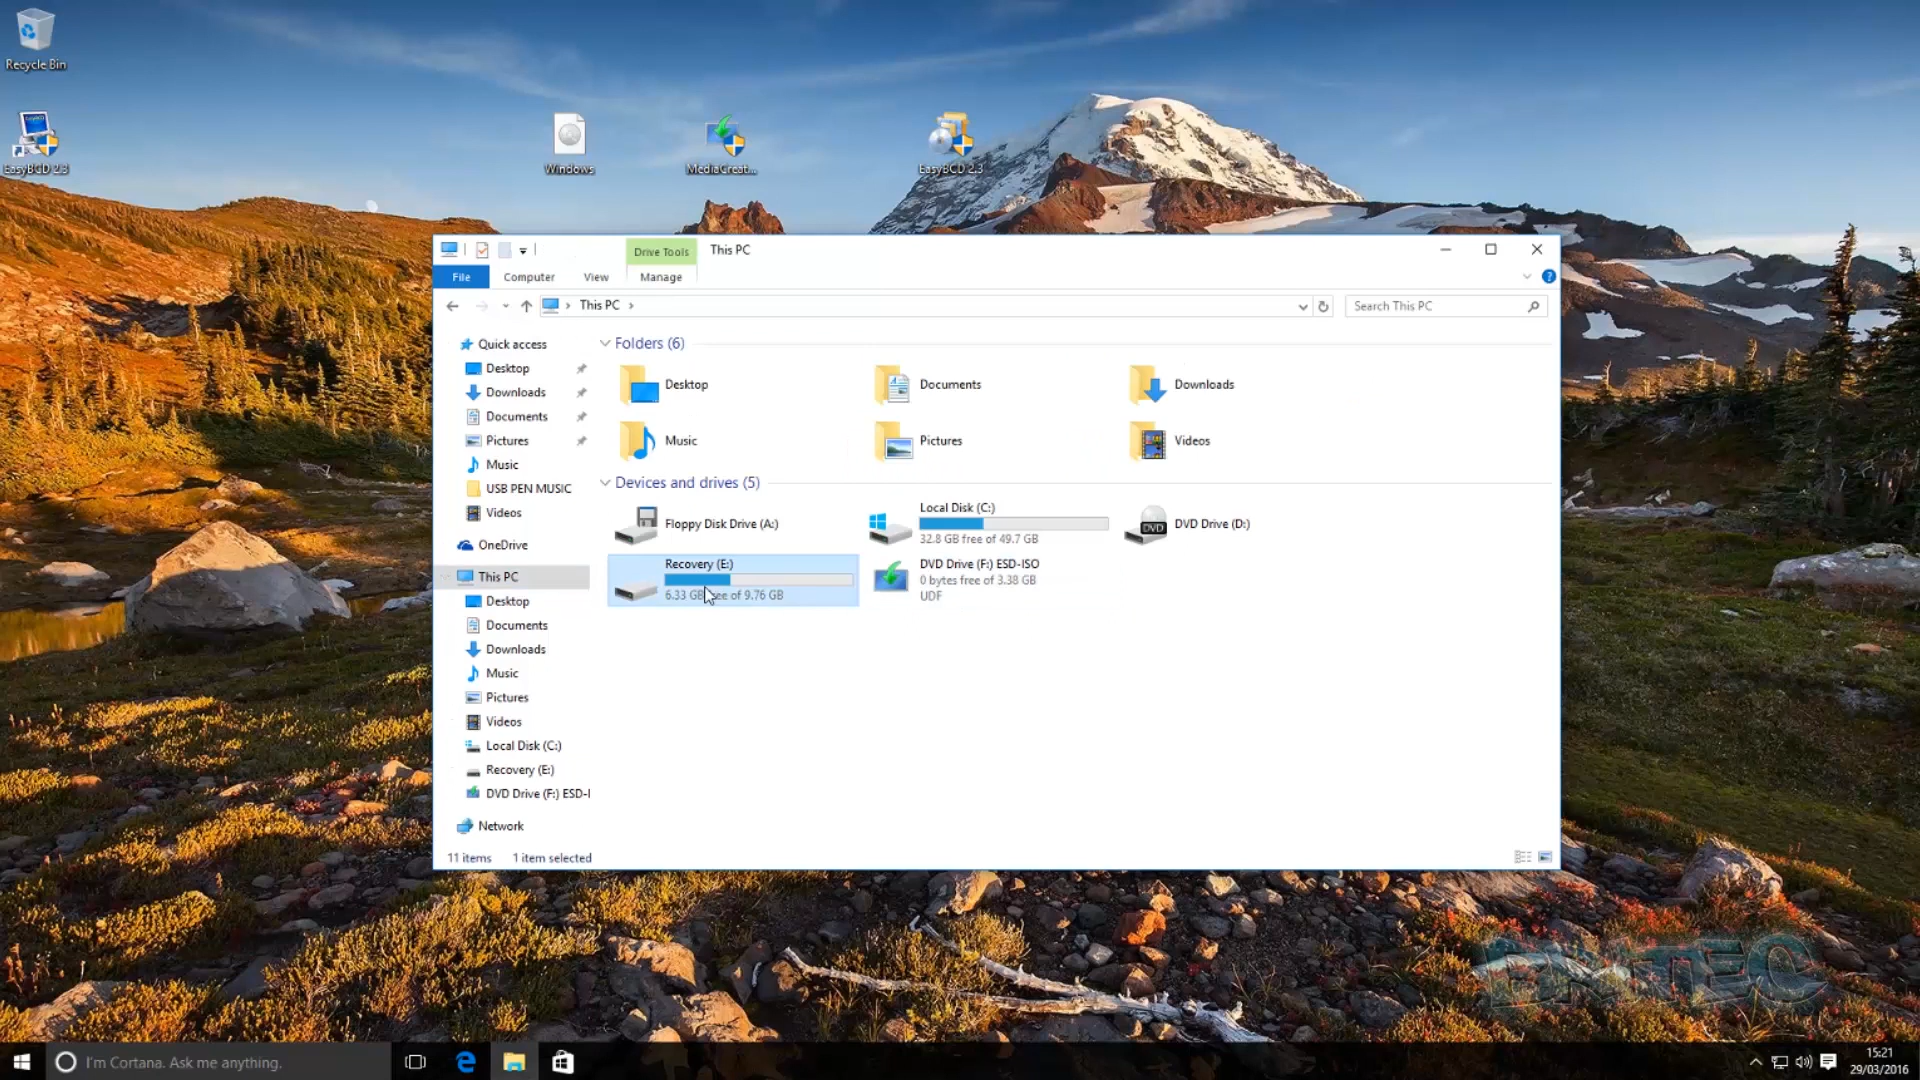 Recycle Bin
EasyBCD 2.3
Windows
MediaCreat...
EasyBCD 2.3
Drive Tools
This PC
File
Computer
View
Manage
This PC
Search This PC
Quick access
Desktop
Downloads
Documents
Pictures
Music
USB PEN MUSIC
Videos
OneDrive
This PC
Desktop
Documents
Downloads
Music
Pictures
Videos
Local Disk (C:)
Recovery (E:)
DVD Drive (F:) ESD-I
Network
Folders (6)
Desktop
Documents
Downloads
Music
Pictures
Videos
Devices and drives (5)
Floppy Disk Drive (A:)
Local Disk (C:)
32.8 GB free of 49.7 GB
DVD
DVD Drive (D:)
Recovery (E:)
6.33 GB free of 9.76 GB
DVD Drive (F:) ESD-ISO
0 bytes free of 3.38 GB
UDF
11 items
1 item selected
BRITEC
I'm Cortana. Ask me anything.
15:21
29/03/2016